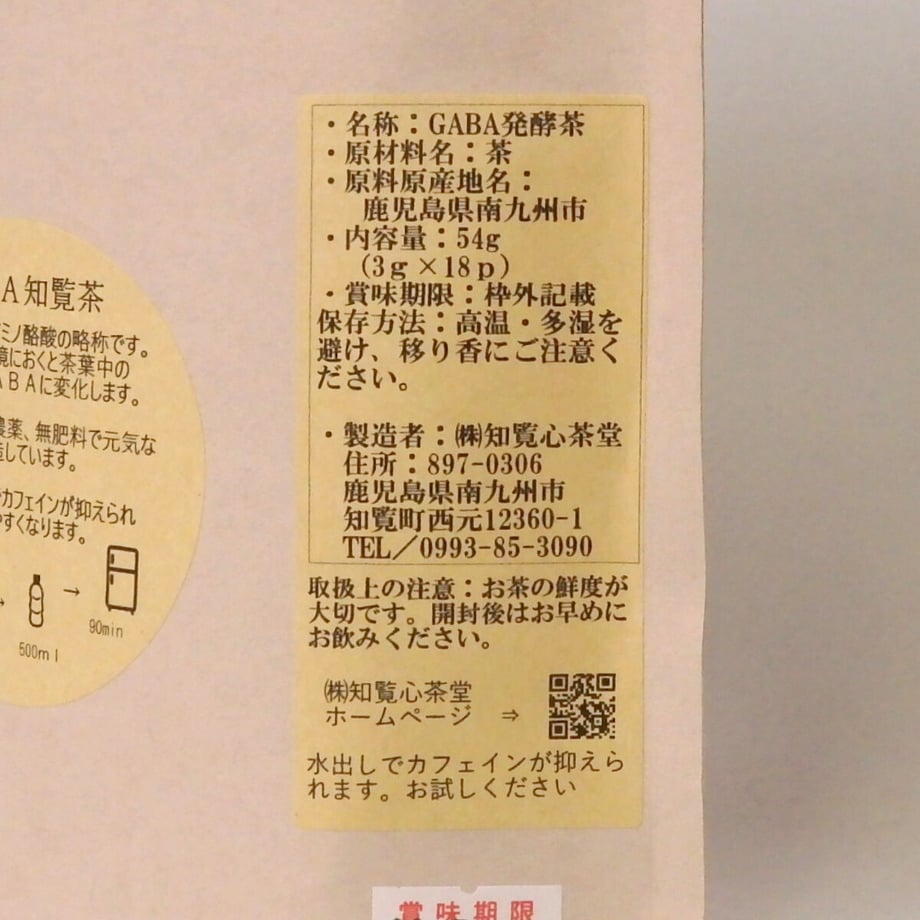 A知覧茶
ミノ酪酸の略称です。
境におくと茶葉中の
ABAに変化します。
農薬、無肥料で元気な
造しています。
でカフェインが抑えられ
やすくなります。
→
→
90min
500ml
・名称：GABA発酵茶
・原材料名：茶
・原料原産地名：
鹿児島県南九州市
・内容量：54g
(3g×18p)
・賞味期限：枠外記載
保存方法：高温・多湿を
避け、移り香にご注意く
ださい。
・製造者：㈱知覧心茶堂
住所：897-0306
鹿児島県南九州市
知覧町西元12360-1
TEL／0993-85-3090
取扱上の注意：お茶の鮮度が
大切です。開封後はお早めに
お飲みください。
㈱知覧心茶堂
ホームページ ⇒
水出しでカフェインが抑えら
れます。お試しください
賞味期限